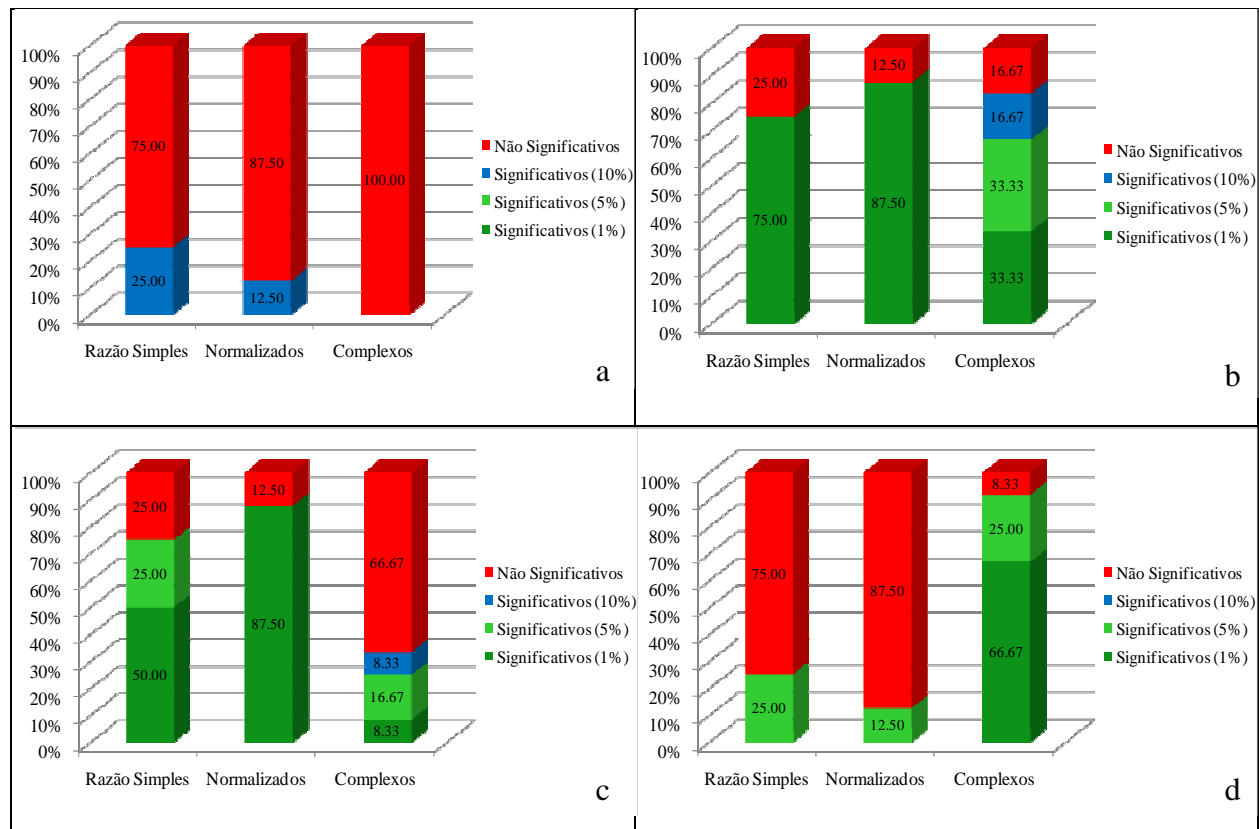 100%
90%
80%
70%
60%
50%
40%
30%
20%
10%
0%
75.00
25.00
87.50
12.50
100.00
Razão Simples
Normalizados
Complexos
Não Significativos
Significativos (10%)
Significativos (5%)
Significativos (1%)
a
100%
90%
80%
70%
60%
50%
40%
30%
20%
10%
0%
25.00
75.00
12.50
87.50
16.67
16.67
33.33
33.33
Razão Simples
Normalizados
Complexos
Não Significativos
Significativos (10%)
Significativos (5%)
Significativos (1%)
b
100%
90%
80%
70%
60%
50%
40%
30%
20%
10%
0%
25.00
25.00
50.00
12.50
87.50
66.67
8.33
16.67
8.33
Razão Simples
Normalizados
Complexos
Não Significativos
Significativos (10%)
Significativos (5%)
Significativos (1%)
c
100%
90%
80%
70%
60%
50%
40%
30%
20%
10%
0%
75.00
25.00
87.50
12.50
8.33
25.00
66.67
Razão Simples
Normalizados
Complexos
Não Significativos
Significativos (10%)
Significativos (5%)
Significativos (1%)
d